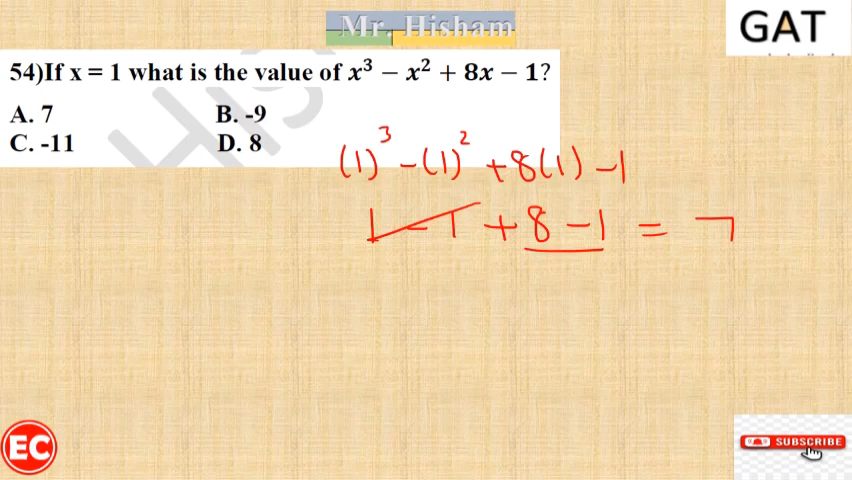 Mr. Hisham
GAT
54)If x = 1 what is the value of x³ − x² + 8x − 1?
A. 7 B. -9
C. -11 D. 8
HIS
(1)³ − (1)² + 8(1) − 1
1 − 1 + 8 − 1 = 7
EC
SUBSCRIBE